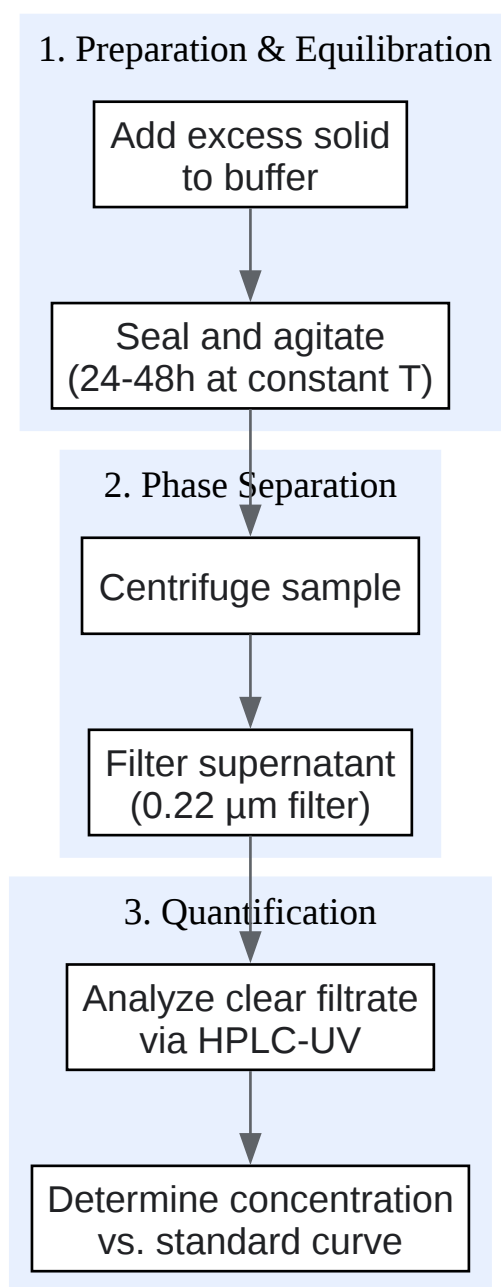 1. Preparation & Equilibration
Add excess solid
to buffer
Seal and agitate
(24-48h at constant T)
2. Phase Separation
Centrifuge sample
Filter supernatant
(0.22 µm filter)
3. Quantification
Analyze clear filtrate
via HPLC-UV
Determine concentration
vs. standard curve